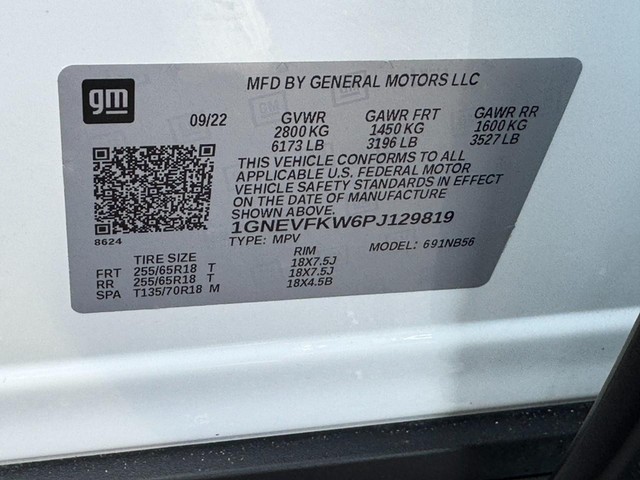 gm
MFD BY GENERAL MOTORS LLC
09/22 GVWR GAWR FRT GAWR RR
2800 KG 1450 KG 1600 KG
6173 LB 3196 LB 3527 LB
THIS VEHICLE CONFORMS TO ALL
APPLICABLE U.S. FEDERAL MOTOR
VEHICLE SAFETY STANDARDS IN EFFECT
ON THE DATE OF MANUFACTURE
SHOWN ABOVE.
1GNEVFKW6PJ129819
8624
TYPE: MPV MODEL: 691NB56
TIRE SIZE RIM
FRT 255/65R18 T 18X7.5J
RR 255/65R18 T 18X7.5J
SPA T135/70R18 M 18X4.5B